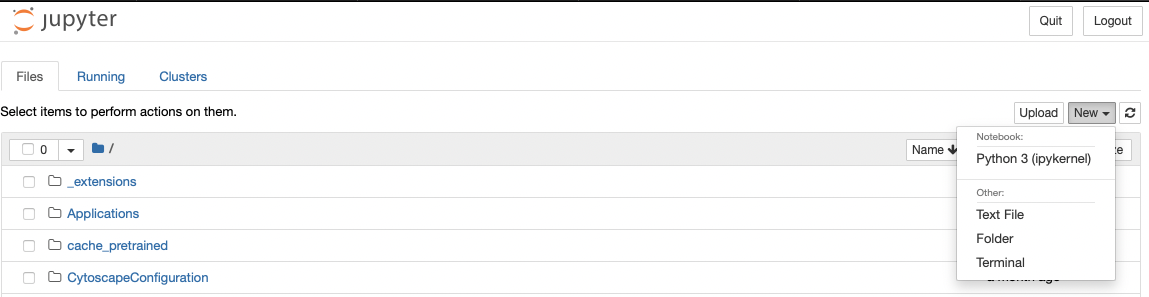 jupyter
Quit Logout
Files Running Clusters
Select items to perform actions on them.
Upload New
0 / Name
Notebook:
Python 3 (ipykernel)
_extensions
Applications
Other:
Text File
Folder
Terminal
cache_pretrained
CytoscapeConfiguration